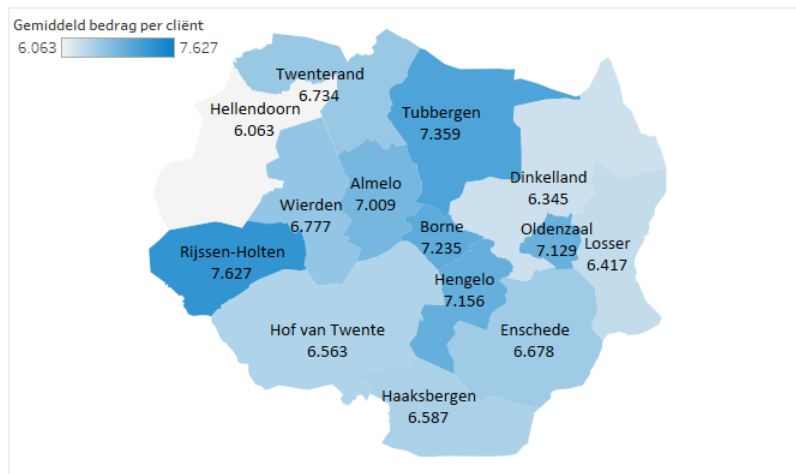 Gemiddeld bedrag per cliënt
6.063 7.627
Twenterand
6.734
Hellendoorn
6.063
Tubbergen
7.359
Almelo
7.009
Dinkelland
6.345
Wierden
6.777
Borne
7.235
Oldenzaal
7.129
Losser
6.417
Rijssen-Holten
7.627
Hengelo
7.156
Hof van Twente
6.563
Enschede
6.678
Haaksbergen
6.587